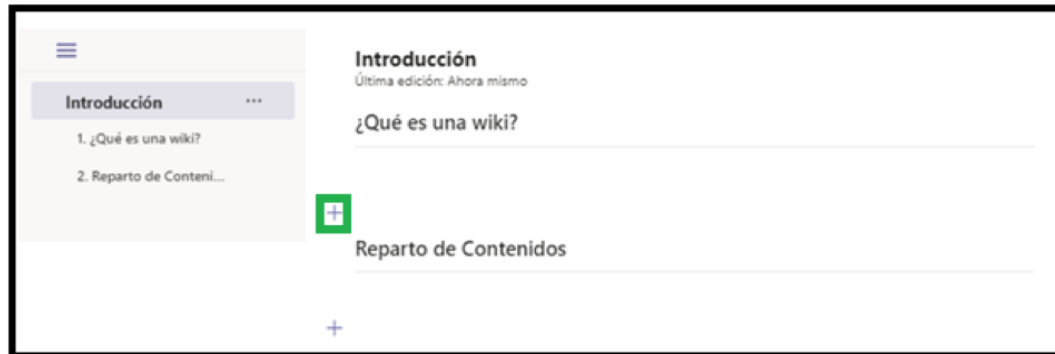 Introducción
1. ¿Qué es una wiki?
2. Reparto de Conteni...
Introducción
Última edición: Ahora mismo
¿Qué es una wiki?
Reparto de Contenidos